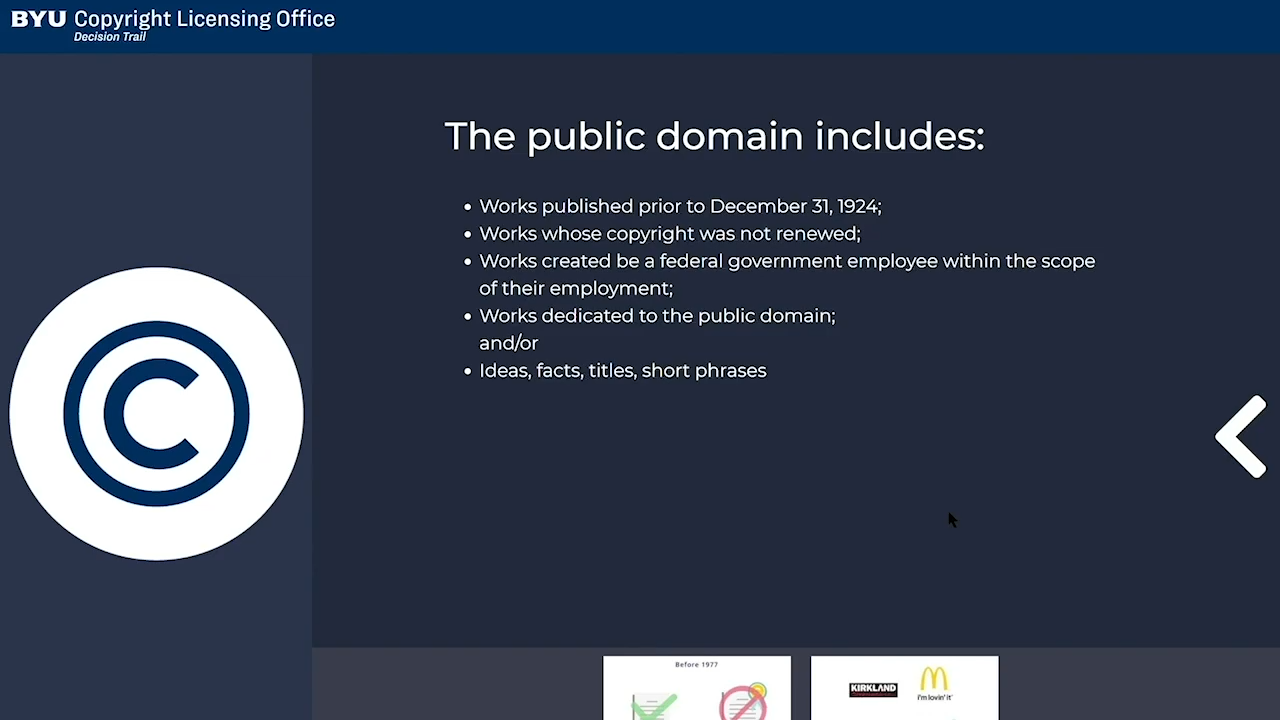 BYU Copyright Licensing Office
Decision Trail
The public domain includes:
• Works published prior to December 31, 1924;
• Works whose copyright was not renewed;
• Works created be a federal government employee within the scope
of their employment;
• Works dedicated to the public domain;
and/or
• Ideas, facts, titles, short phrases
Before 1977
KIRKLAND
i'm lovin' it